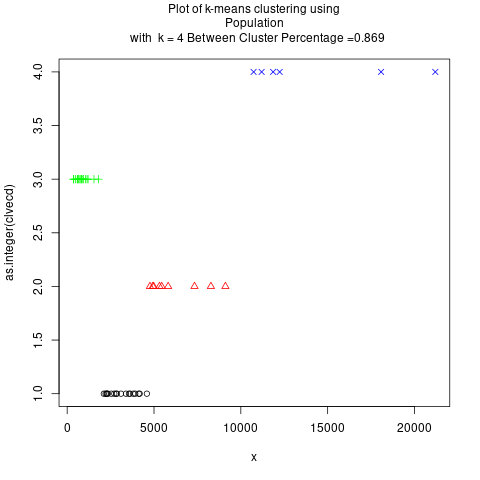 Plot of k-means clustering using
Population
with  k = 4 Between Cluster Percentage =0.869
4.0
3.5
3.0
2.5
2.0
1.5
1.0
as.integer(clvecd)
0 5000 10000 15000 20000
x